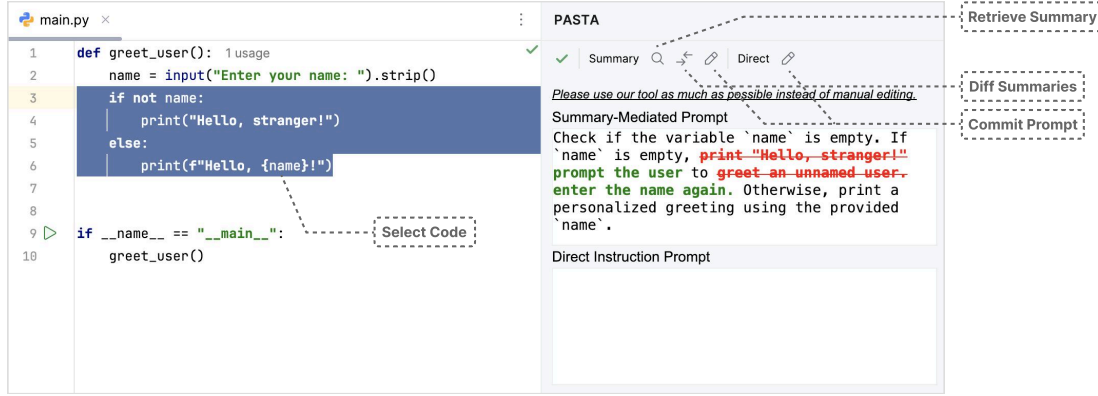 main.py
PASTA
Retrieve Summary
1 def greet_user(): 1 usage
2 name = input("Enter your name: ").strip()
3 if not name:
4 print("Hello, stranger!")
5 else:
6 print(f"Hello, {name}!")
7
8
9 if __name__ == "__main__":
10 greet_user()
Select Code
Summary Direct
Diff Summaries
Commit Prompt
Please use our tool as much as possible instead of manual editing.
Summary-Mediated Prompt
Check if the variable `name` is empty. If
`name` is empty, print "Hello, stranger!"
prompt the user to greet an unnamed user.
enter the name again. Otherwise, print a
personalized greeting using the provided
`name`.
Direct Instruction Prompt